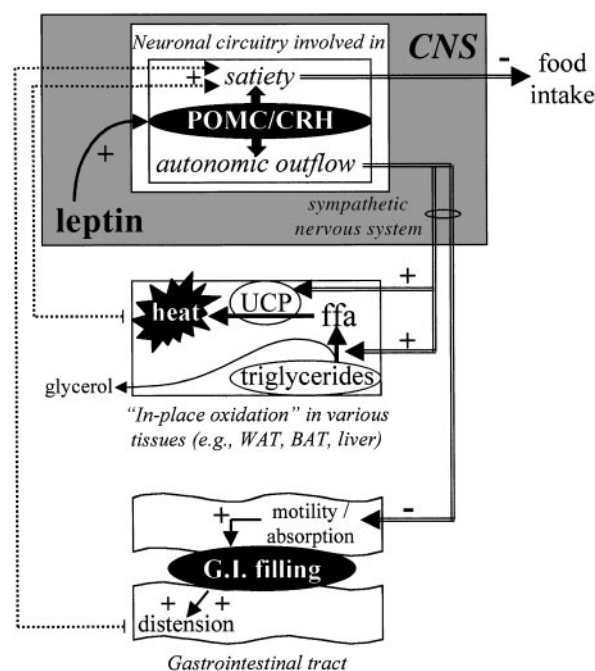 Neuronal circuitry involved in
CNS
+
satiety
-
food
intake
POMC/CRH
+
autonomic outflow
leptin
sympathetic
nervous system
+
heat
UCP
ffa
+
glycerol
triglycerides
“In-place oxidation” in various
tissues (e.g., WAT, BAT, liver)
+
motility /
absorption
-
G.I. filling
+ +
distension
Gastrointestinal tract